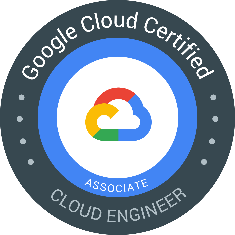 Google Cloud Certified
ASSOCIATE
CLOUD ENGINEER